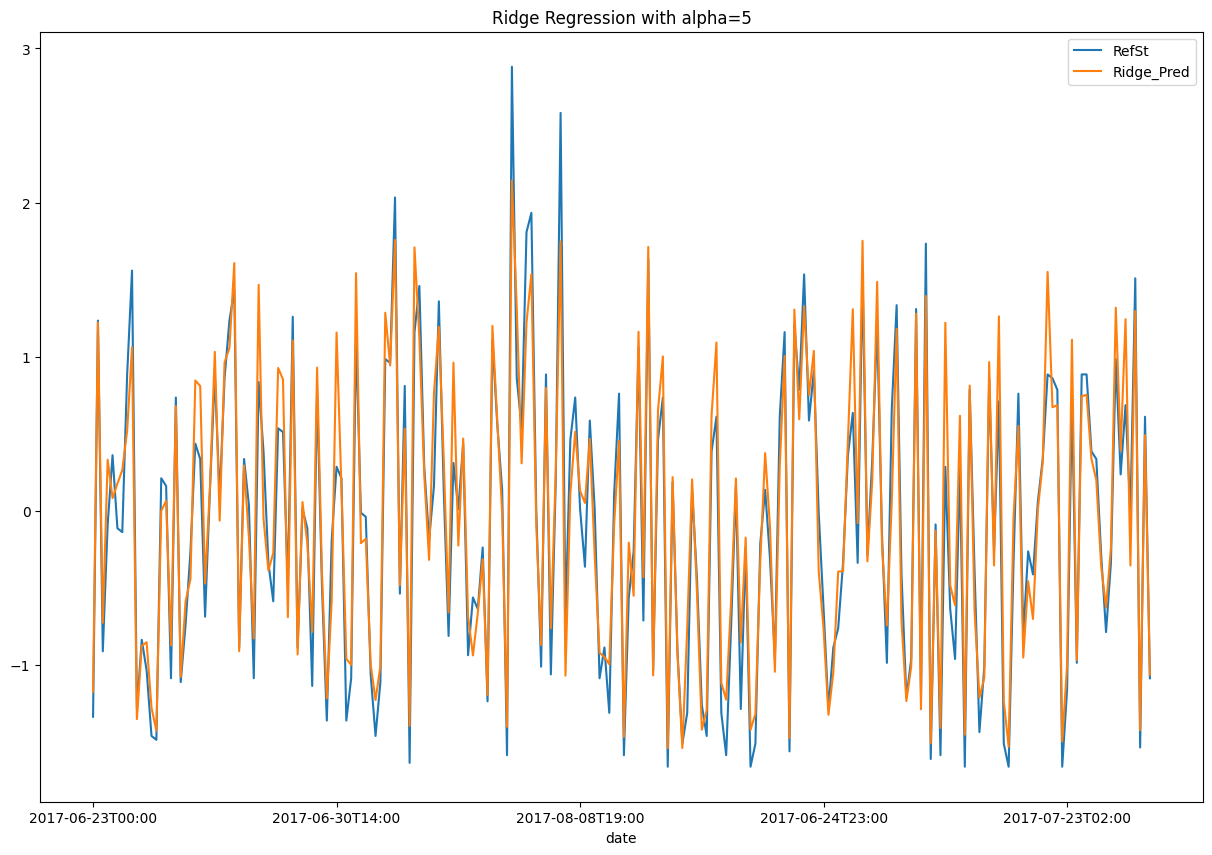 Ridge Regression with alpha=5
RefSt
Ridge_Pred
3
2
1
0
−1
2017-06-23T00:00
2017-06-30T14:00
2017-08-08T19:00
2017-06-24T23:00
2017-07-23T02:00
date